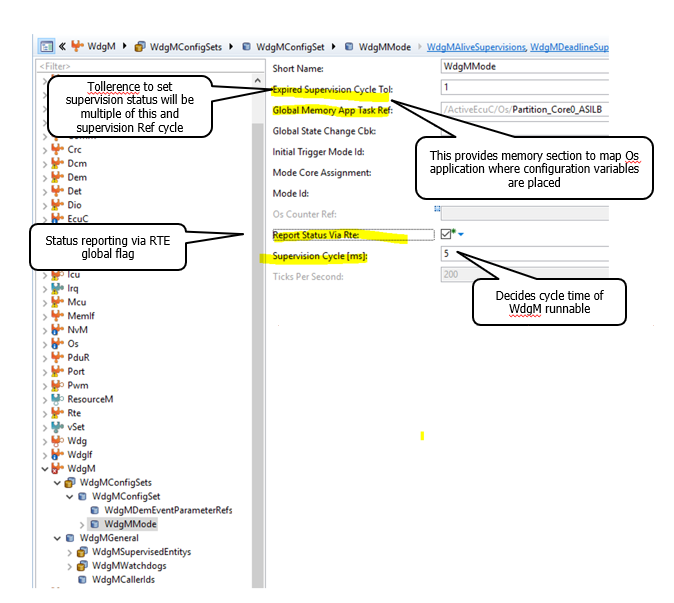 WdgM
WdgMConfigSets
WdgMConfigSet
WdgMMode
WdgMAliveSupervisions, WdgMDeadlineSup
<Filter>
Tollerence to set
supervision status will be
multiple of this and
supervision Ref cycle
Crc
Dcm
Dem
Det
Dio
EcuC
Status reporting via RTE
global flag
Icu
Irq
Mcu
MemIf
NvM
Os
PduR
Port
Pwm
ResourceM
Rte
vSet
Wdg
WdgIf
WdgM
WdgMConfigSets
WdgMConfigSet
WdgMDemEventParameterRefs
WdgMMode
WdgMGeneral
WdgMSupervisedEntitys
WdgMWatchdogs
WdgMCallerIds
Short Name:
WdgMMode
Expired Supervision Cycle Tol:
1
Global Memory App Task Ref:
/ActiveEcuC/Os/Partition_Core0_ASILB
Global State Change Cbk:
Initial Trigger Mode Id:
Mode Core Assignment:
Mode Id:
This provides memory section to map Os
application where configuration variables
are placed
Os Counter Ref:
Report Status Via Rte:
Supervision Cycle [ms]:
5
Ticks Per Second:
200
Decides cycle time of
WdgM runnable